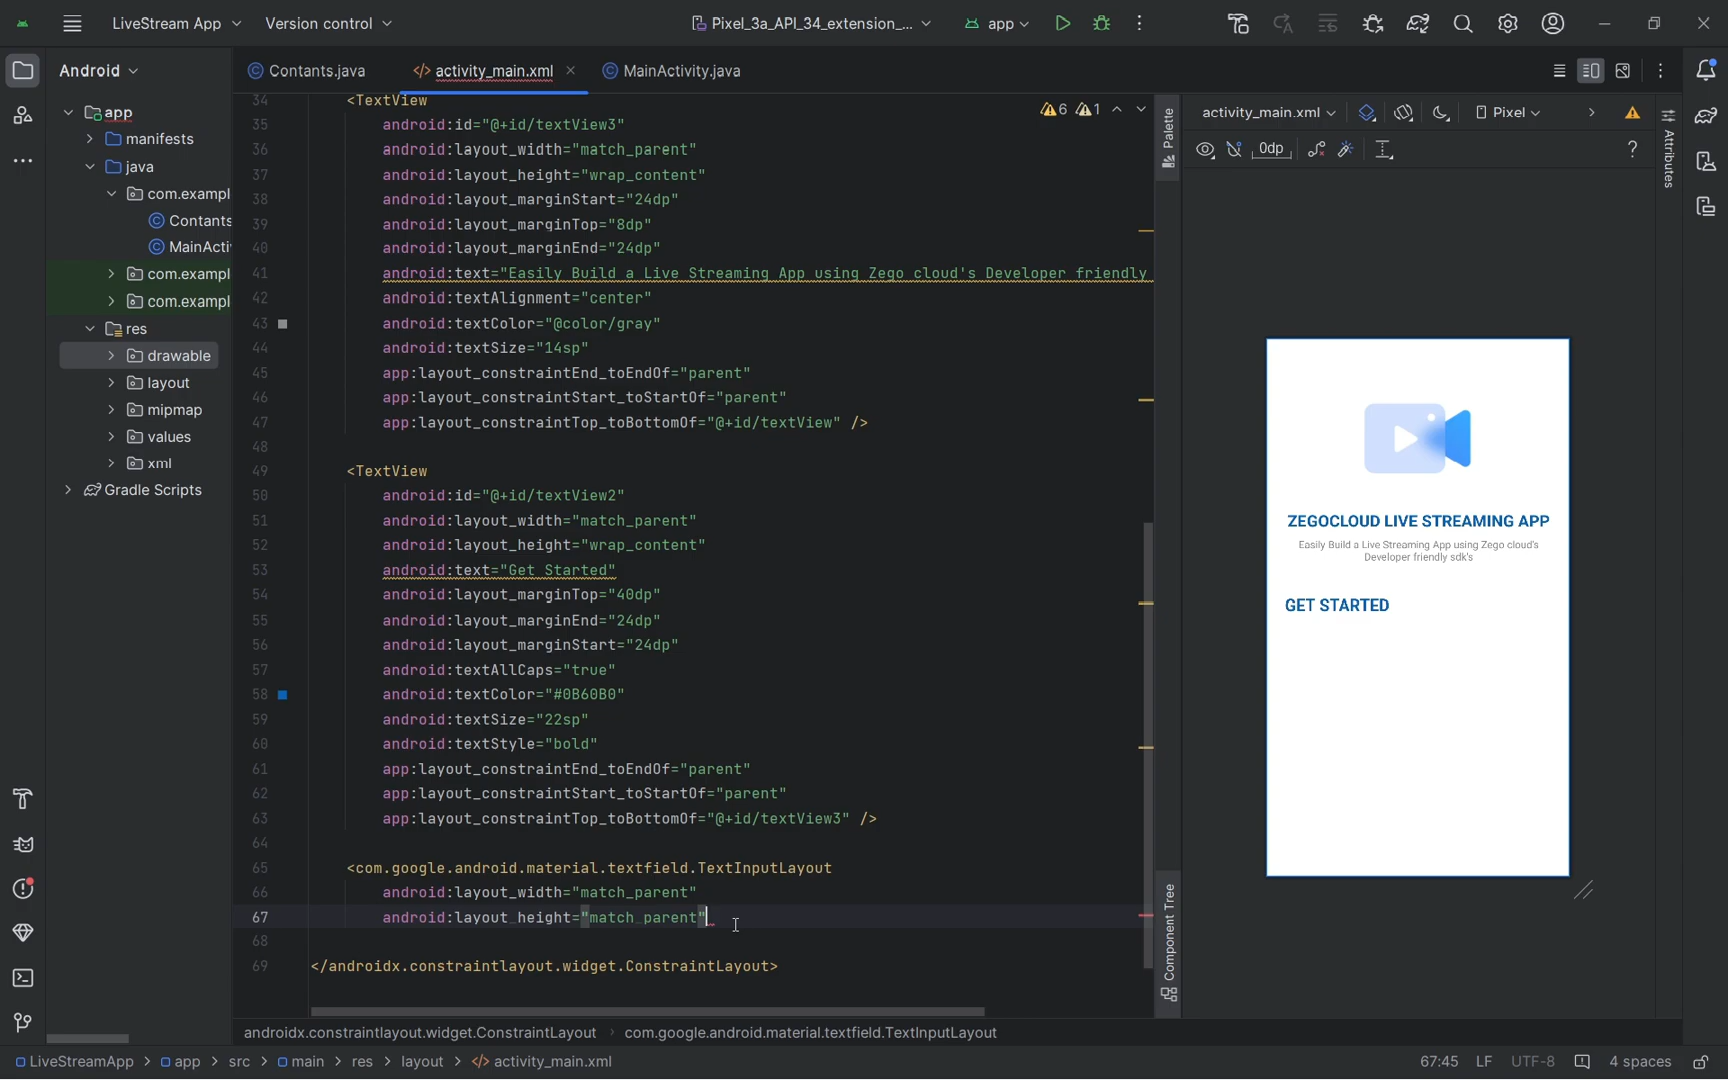 LiveStream App
Version control
Pixel_3a_API_34_extension_...
app
Android
Contants.java
activity_main.xml
MainActivity.java
app
manifests
java
com.exampl
Contants
MainActi
com.exampl
com.exampl
res
drawable
layout
mipmap
values
xml
Gradle Scripts
6
1
34 <TextView
35 android:id="@+id/textView3"
36 android:layout_width="match_parent"
37 android:layout_height="wrap_content"
38 android:layout_marginStart="24dp"
39 android:layout_marginTop="8dp"
40 android:layout_marginEnd="24dp"
41 android:text="Easily Build a Live Streaming App using Zego cloud's Developer friendly
42 android:textAlignment="center"
43 android:textColor="@color/gray"
44 android:textSize="14sp"
45 app:layout_constraintEnd_toEndOf="parent"
46 app:layout_constraintStart_toStartOf="parent"
47 app:layout_constraintTop_toBottomOf="@+id/textView" />
48
49 <TextView
50 android:id="@+id/textView2"
51 android:layout_width="match_parent"
52 android:layout_height="wrap_content"
53 android:text="Get Started"
54 android:layout_marginTop="40dp"
55 android:layout_marginEnd="24dp"
56 android:layout_marginStart="24dp"
57 android:textAllCaps="true"
58 android:textColor="#0B60B0"
59 android:textSize="22sp"
60 android:textStyle="bold"
61 app:layout_constraintEnd_toEndOf="parent"
62 app:layout_constraintStart_toStartOf="parent"
63 app:layout_constraintTop_toBottomOf="@+id/textView3" />
64
65 <com.google.android.material.textfield.TextInputLayout
66 android:layout_width="match_parent"
67 android:layout_height="match_parent"
68
69 </androidx.constraintlayout.widget.ConstraintLayout>
androidx.constraintlayout.widget.ConstraintLayout
com.google.android.material.textfield.TextInputLayout
Palette
Component Tree
activity_main.xml
Pixel
0dp
?
Attributes
ZEGOCLOUD LIVE STREAMING APP
Easily Build a Live Streaming App using Zego cloud's
Developer friendly sdk's
GET STARTED
LiveStreamApp > app > src > main > res > layout > activity_main.xml
67:45 LF UTF-8 4 spaces